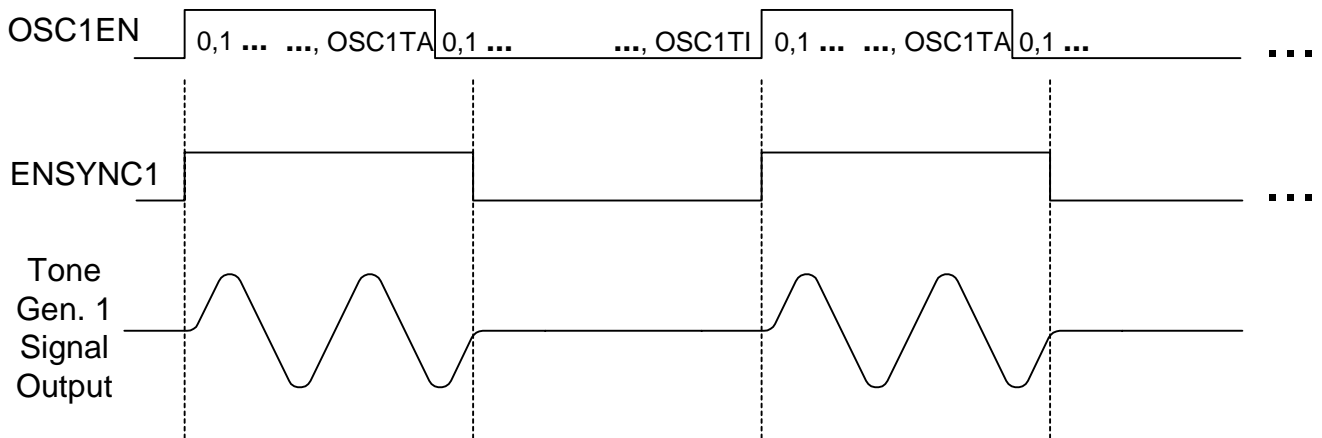 OSC1EN
0,1 ... ..., OSC1TA 0,1 ... ..., OSC1TI 0,1 ... ..., OSC1TA 0,1 ...
...
ENSYNC1
...
Tone
Gen. 1
Signal
Output